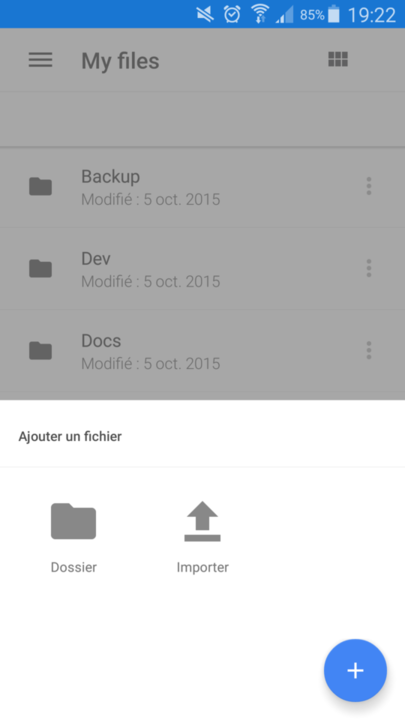 85% 19:22
My files
Backup
Modifié : 5 oct. 2015
Dev
Modifié : 5 oct. 2015
Docs
Modifié : 5 oct. 2015
Ajouter un fichier
Dossier Importer